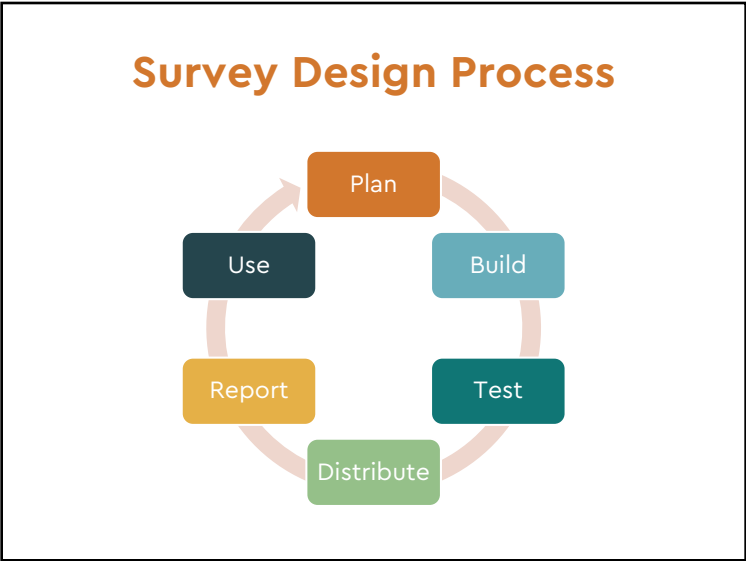 Survey Design Process
Plan
Build
Test
Distribute
Report
Use